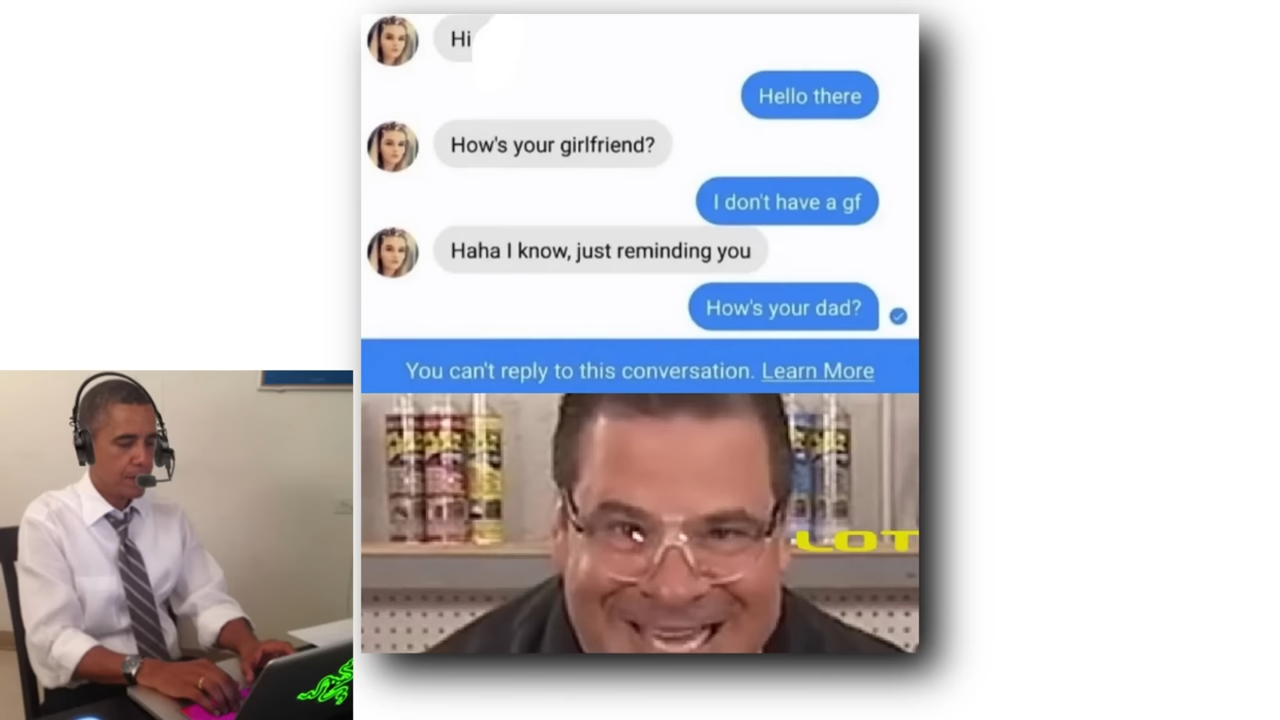 Hi
Hello there
How's your girlfriend?
I don't have a gf
Haha I know, just reminding you
How's your dad?
You can't reply to this conversation. Learn More
LOT